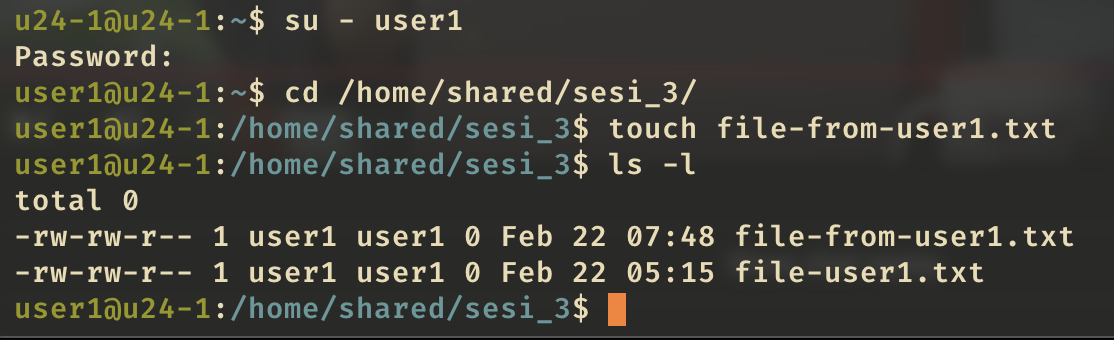 u24-1@u24-1:~$ su - user1
Password:
user1@u24-1:~$ cd /home/shared/sesi_3/
user1@u24-1:/home/shared/sesi_3$ touch file-from-user1.txt
user1@u24-1:/home/shared/sesi_3$ ls -l
total 0
-rw-rw-r-- 1 user1 user1 0 Feb 22 07:48 file-from-user1.txt
-rw-rw-r-- 1 user1 user1 0 Feb 22 05:15 file-user1.txt
user1@u24-1:/home/shared/sesi_3$